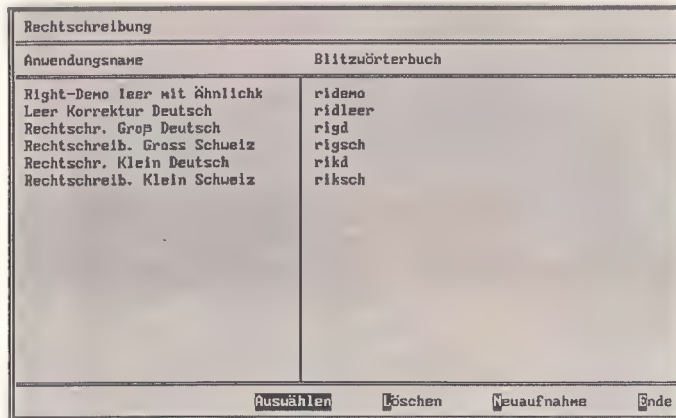 Rechtschreibung
Anwendungsname Blitzwörterbuch
Right-Demo leer mit Ähnlichk ridemo
Leer Korrektur Deutsch ridleer
Rechtschr. Groß Deutsch rigd
Rechtschreib. Gross Schweiz rigsch
Rechtschr. Klein Deutsch rikd
Rechtschreib. Klein Schweiz riksch
Auswählen Löschen Neuaufnahme Ende